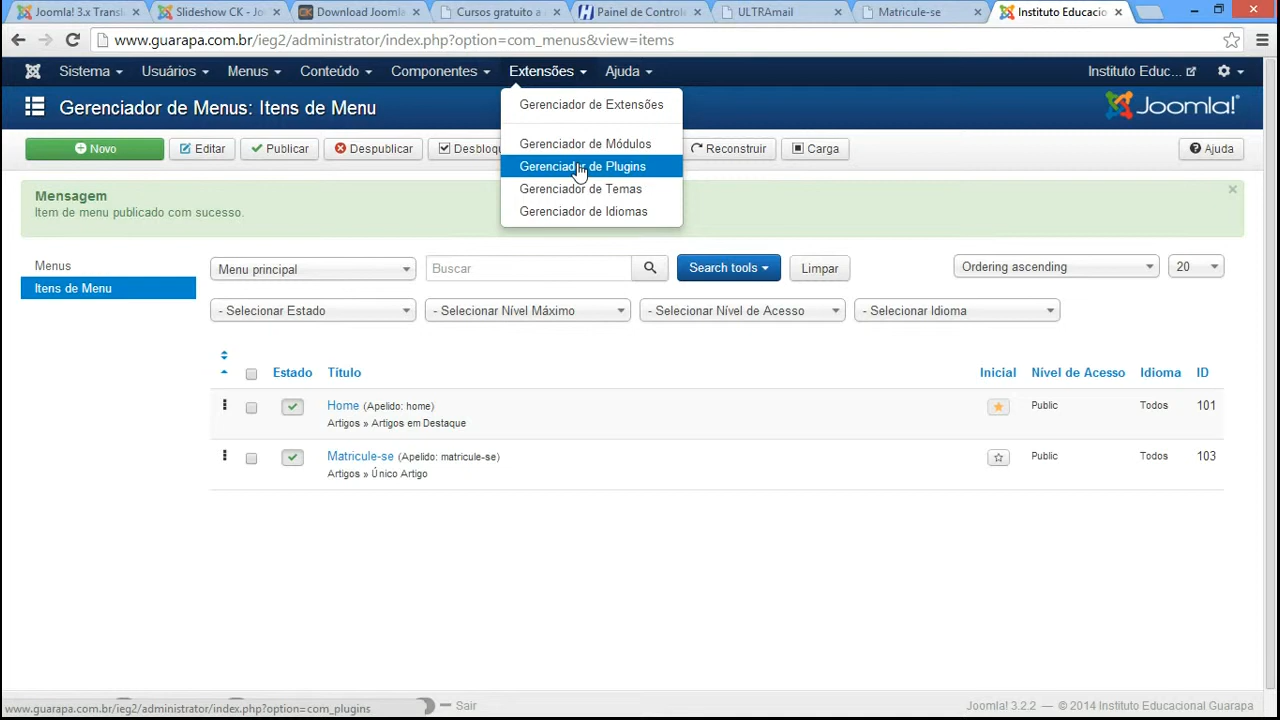 Joomla! 3.x Transl
Slideshow CK - Jo
Download Joomla
Cursos gratuito a
Painel de Control
ULTRAmail
Matricule-se
Instituto Educacio
www.guarapa.com.br/ieg2/administrator/index.php?option=com_menus&view=items
Sistema Usuários Menus Conteúdo Componentes Extensões Ajuda Instituto Educ...
Gerenciador de Menus: Itens de Menu
Joomla!
Gerenciador de Extensões
Gerenciador de Módulos
Gerenciador de Plugins
Gerenciador de Temas
Gerenciador de Idiomas
Novo Editar Publicar Despublicar Desbloqu Reconstruir Carga Ajuda
Mensagem
Item de menu publicado com sucesso.
Menus
Itens de Menu
Menu principal Buscar Search tools Limpar Ordering ascending 20
- Selecionar Estado - Selecionar Nível Máximo - Selecionar Nível de Acesso - Selecionar Idioma
Estado Título Inicial Nível de Acesso Idioma ID
Home (Apelido: home) Public Todos 101
Artigos » Artigos em Destaque
Matricule-se (Apelido: matricule-se) Public Todos 103
Artigos » Único Artigo
www.guarapa.com.br/ieg2/administrator/index.php?option=com_plugins
Sair
Joomla! 3.2.2 — © 2014 Instituto Educacional Guarapa